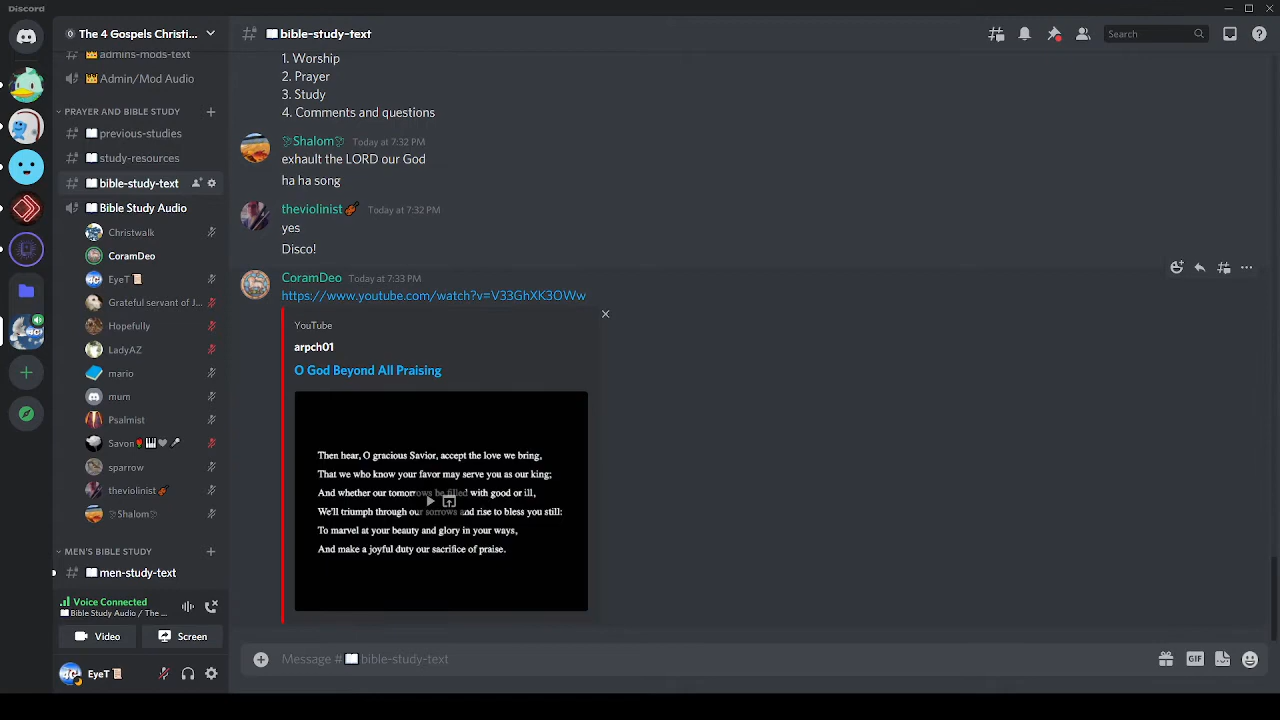 Discord
The 4 Gospels Christi...
admins-mods-text
Admin/Mod Audio
PRAYER AND BIBLE STUDY
previous-studies
study-resources
bible-study-text
Bible Study Audio
Christwalk
CoramDeo
EyeT
Grateful servant of J...
Hopefully
LadyAZ
mario
mum
Psalmist
Savon
sparrow
theviolinist
Shalom
MEN'S BIBLE STUDY
men-study-text
Voice Connected
Bible Study Audio / The ...
Video
Screen
EyeT
bible-study-text
Search
1. Worship
2. Prayer
3. Study
4. Comments and questions
Shalom Today at 7:32 PM
exhault the LORD our God
ha ha song
theviolinist Today at 7:32 PM
yes
Disco!
CoramDeo Today at 7:33 PM
https://www.youtube.com/watch?v=V33GhXK3OWw
YouTube
arpch01
O God Beyond All Praising
Then hear, O gracious Savior, accept the love we bring,
That we who know your favor may serve you as our king;
And whether our tomorrows be filled with good or ill,
We'll triumph through our sorrows and rise to bless you still:
To marvel at your beauty and glory in your ways,
And make a joyful duty our sacrifice of praise.
Message # bible-study-text
GIF